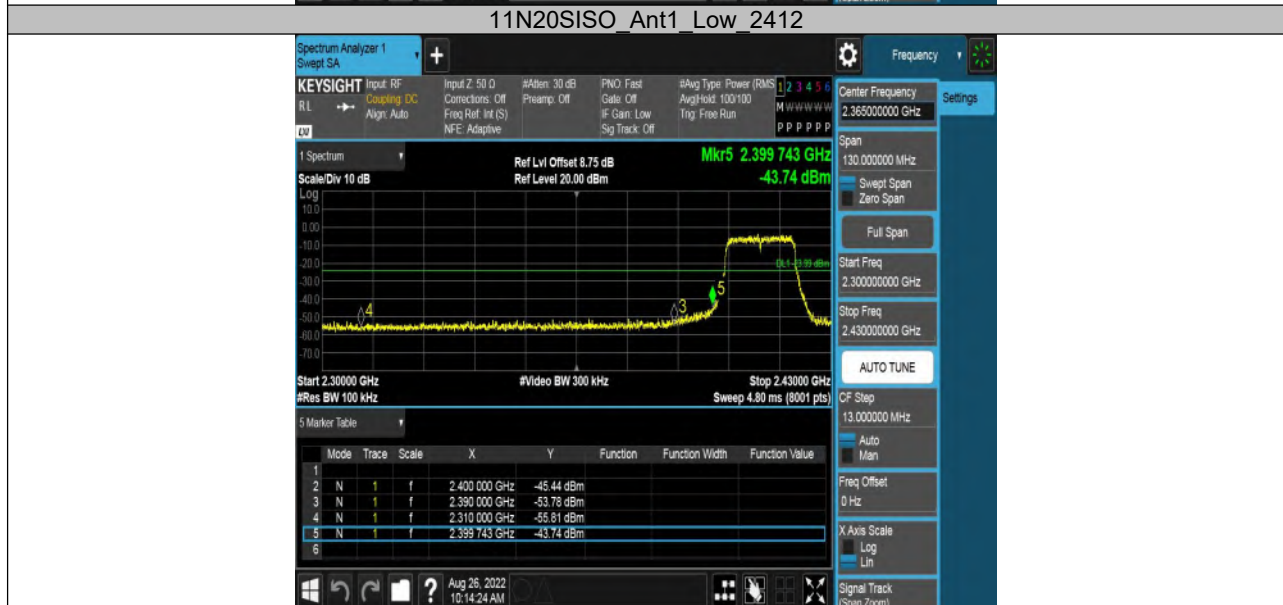 11N20SISO_Ant1_Low_2412
Spectrum Analyzer 1
Swept SA
+
Frequency
KEYSIGHT
Input: RF
Coupling: DC
Align: Auto
RL
LXI
Input Z: 50 Ω
Corrections: Off
Freq Ref: Int (S)
NFE: Adaptive
#Atten: 30 dB
Preamp: Off
PNO: Fast
Gate: Off
IF Gain: Low
Sig Track: Off
#Avg Type: Power (RMS
Avg|Hold: 100/100
Trig: Free Run
1 2 3 4 5 6
M W W W W W
P P P P P P
Center Frequency
2.365000000 GHz
Settings
1 Spectrum
Scale/Div 10 dB
Ref Lvl Offset 8.75 dB
Ref Level 20.00 dBm
Mkr5 2.399 743 GHz
-43.74 dBm
Span
130.000000 MHz
Swept Span
Zero Span
Full Span
Start Freq
2.300000000 GHz
Stop Freq
2.430000000 GHz
AUTO TUNE
Log
10.0
0.00
-10.0
-20.0
-30.0
-40.0
-50.0
-60.0
-70.0
4
3
5
Start 2.30000 GHz
#Res BW 100 kHz
#Video BW 300 kHz
Stop 2.43000 GHz
Sweep 4.80 ms (8001 pts)
CF Step
13.000000 MHz
Auto
Man
Freq Offset
0 Hz
X Axis Scale
Log
Lin
Signal Track
(Span Zoom)
5 Marker Table
Mode Trace Scale X Y Function Function Width Function Value
1
2 N 1 f 2.400 000 GHz -45.44 dBm
3 N 1 f 2.390 000 GHz -53.78 dBm
4 N 1 f 2.310 000 GHz -55.81 dBm
5 N 1 f 2.399 743 GHz -43.74 dBm
6
?
Aug 26, 2022
10:14:24 AM